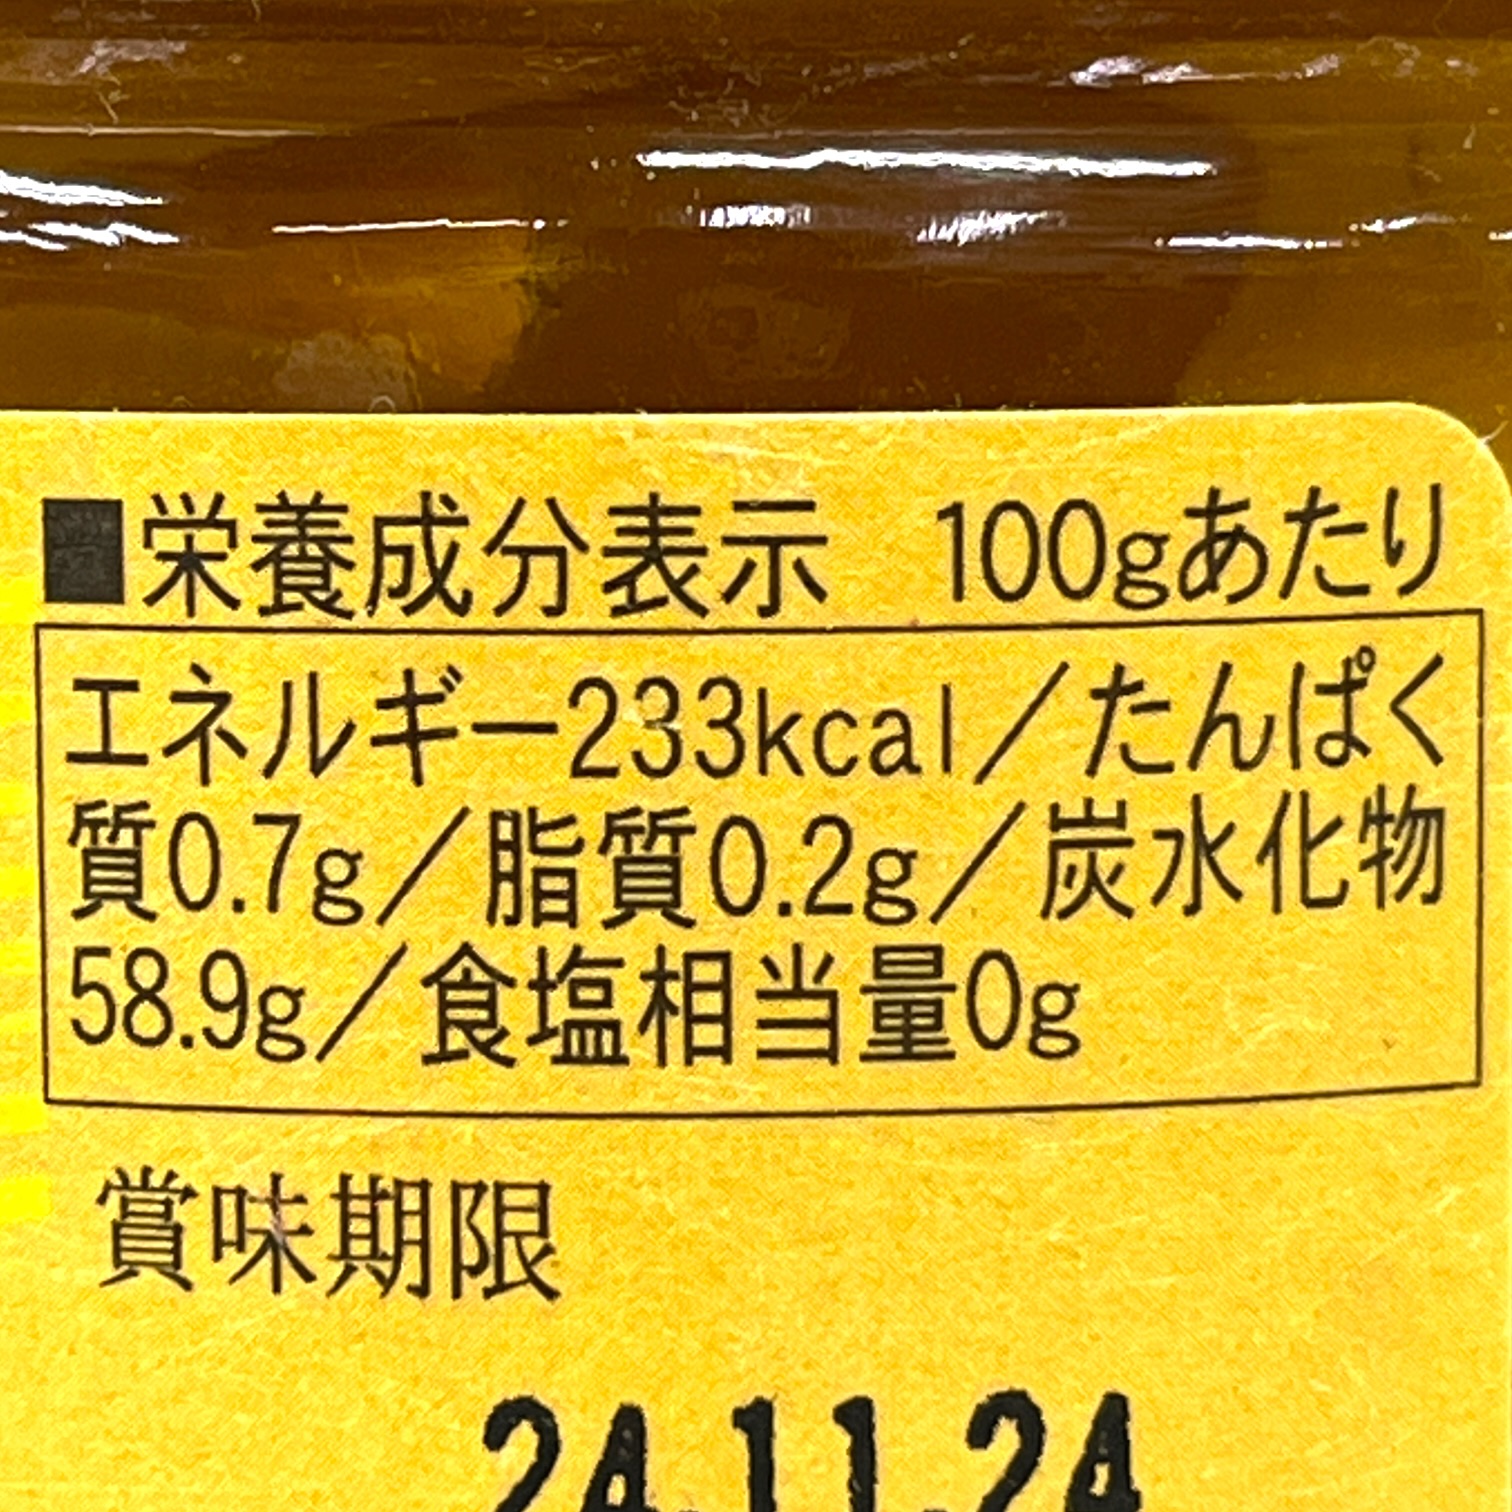 ■栄養成分表示　100gあたり
エネルギー233kcal／たんぱく
質0.7g／脂質0.2g／炭水化物
58.9g／食塩相当量0g
賞味期限
24.11.24